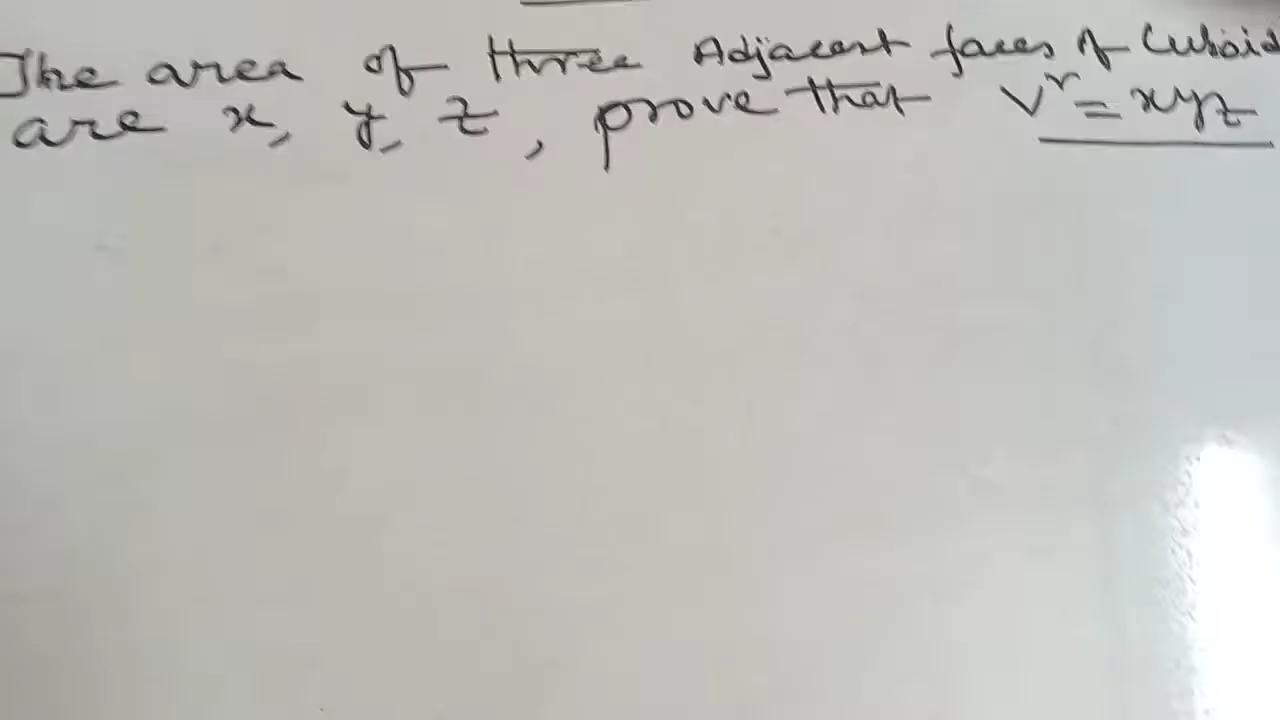 The area of three Adjacent faces of Cuboid
are x, y, z, prove that V² = xyz